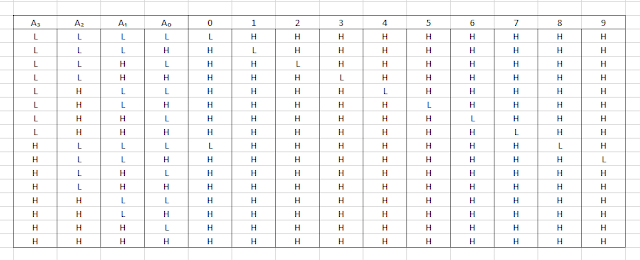 A₃ A₂ A₁ A₀ 0 1 2 3 4 5 6 7 8 9
L L L L L H H H H H H H H H
L L L H H L H H H H H H H H
L L H L H H L H H H H H H H
L L H H H H H L H H H H H H
L H L L H H H H L H H H H H
L H L H H H H H H L H H H H
L H H L H H H H H H L H H H
L H H H H H H H H H H L H H
H L L L L H H H H H H H L H
H L L H H H H H H H H H H L
H L H L H H H H H H H H H H
H L H H H H H H H H H H H H
H H L L H H H H H H H H H H
H H L H H H H H H H H H H H
H H H L H H H H H H H H H H
H H H H H H H H H H H H H H